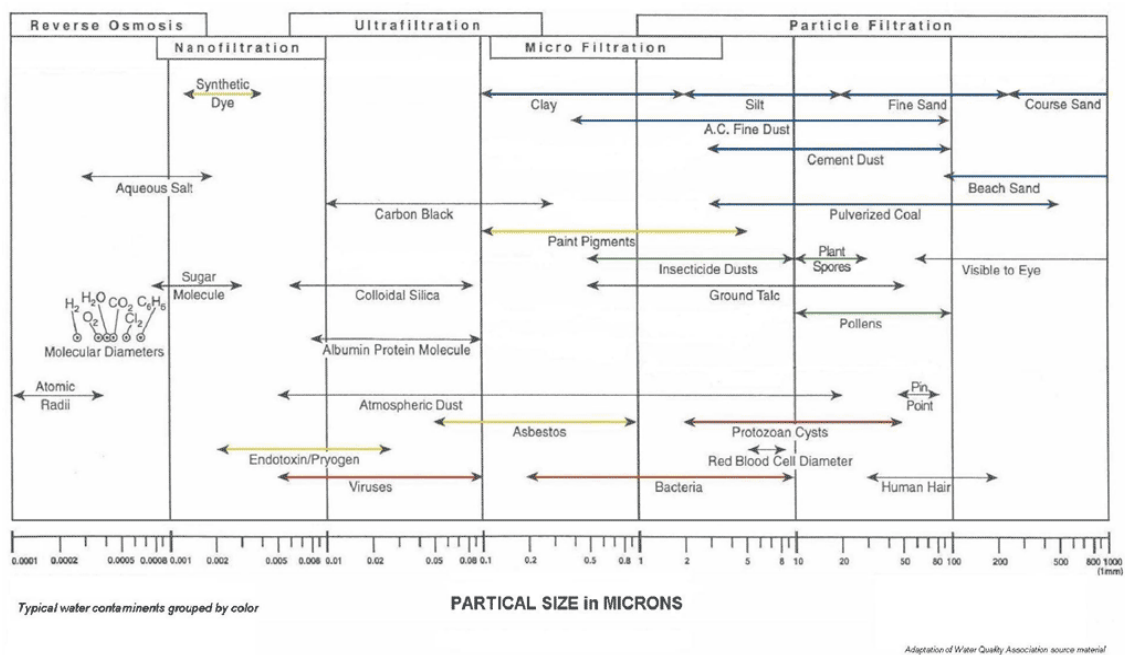 Reverse Osmosis
Ultrafiltration
Particle Filtration
Nanofiltration
Micro Filtration
Synthetic
Dye
Clay
Silt
Fine Sand
Course Sand
A.C. Fine Dust
Cement Dust
Aqueous Salt
Beach Sand
Carbon Black
Pulverized Coal
Paint Pigments
Plant
Spores
Insecticide Dusts
Visible to Eye
Sugar
Molecule
Colloidal Silica
Ground Talc
H2 H2O CO2 C6H6
O2 Cl2
Pollens
Molecular Diameters
Albumin Protein Molecule
Atomic
Radii
Pin
Point
Atmospheric Dust
Asbestos
Protozoan Cysts
Endotoxin/Pryogen
Red Blood Cell Diameter
Viruses
Bacteria
Human Hair
0.0001 0.0002 0.0005 0.0008 0.001 0.002 0.005 0.008 0.01 0.02 0.05 0.08 0.1 0.2 0.5 0.8 1 2 5 8 10 20 50 80 100 200 500 800 1000
(1mm)
Typical water contaminents grouped by color
PARTICAL SIZE in MICRONS
Adaptation of Water Quality Association source material